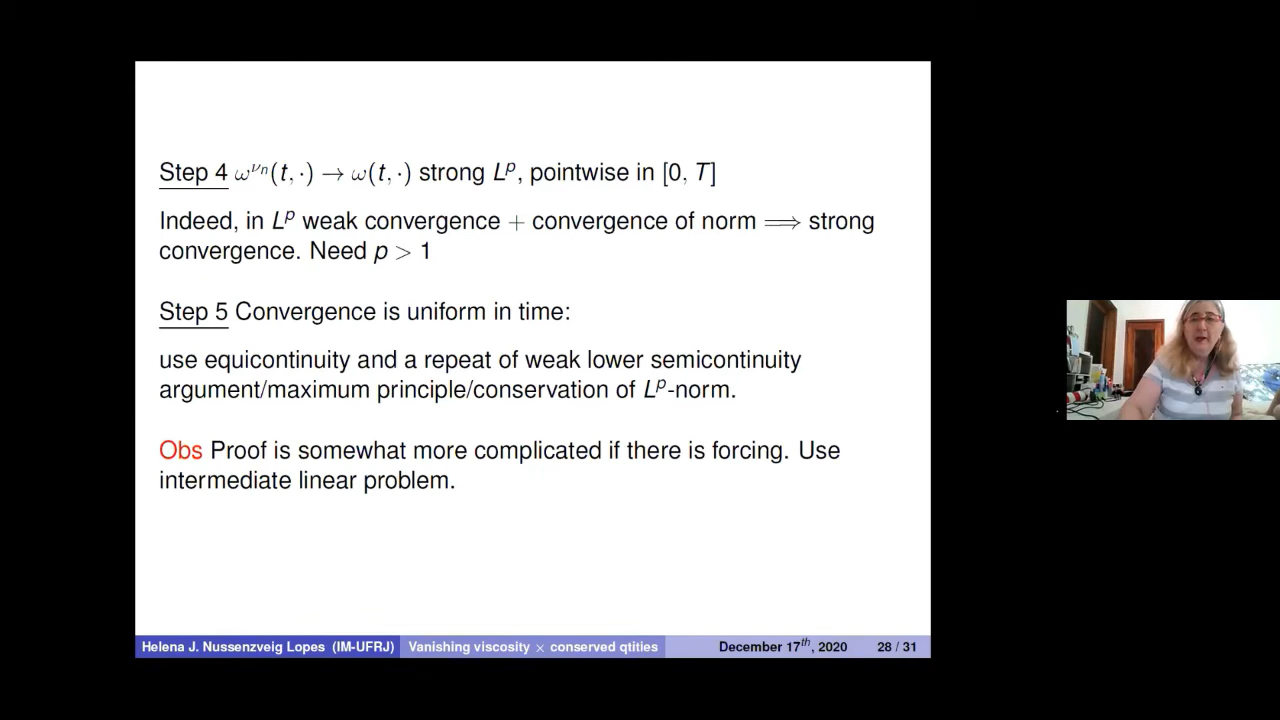 Step 4 ω^{ν_n}(t, ·) → ω(t, ·) strong L^p, pointwise in [0, T]
Indeed, in L^p weak convergence + convergence of norm ⟹ strong
convergence. Need p > 1
Step 5 Convergence is uniform in time:
use equicontinuity and a repeat of weak lower semicontinuity
argument/maximum principle/conservation of L^p-norm.
Obs Proof is somewhat more complicated if there is forcing. Use
intermediate linear problem.
Helena J. Nussenzveig Lopes (IM-UFRJ) Vanishing viscosity × conserved qtities December 17^{th}, 2020 28 / 31